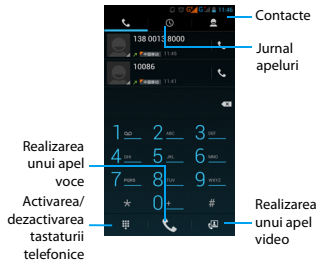 11:46
Contacte
138 0013 8000
11:46
Jurnal
apeluri
10086
11:41
1
2 ABC
3 DEF
4 GHI
5 JKL
6 MNO
7 PQRS
8 TUV
9 WXYZ
* 0 + #
Realizarea
unui apel
voce
Activarea/
dezactivarea
tastaturii
telefonice
Realizarea
unui apel
video